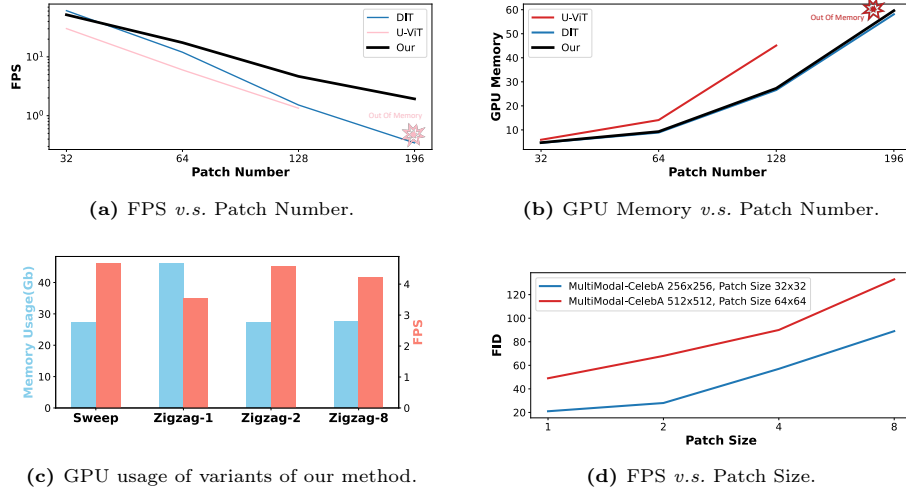 DIT
U-ViT
Our
10¹
10⁰
FPS
Out Of Memory
32 64 128 196
Patch Number
(a) FPS v.s. Patch Number.
60
50
40
30
20
10
GPU Memory
U-ViT
DIT
Our
Out Of Memory
32 64 128 196
Patch Number
(b) GPU Memory v.s. Patch Number.
40
20
0
Memory Usage(Gb)
4
3
2
1
0
FPS
Sweep Zigzag-1 Zigzag-2 Zigzag-8
(c) GPU usage of variants of our method.
MultiModal-CelebA 256x256, Patch Size 32x32
MultiModal-CelebA 512x512, Patch Size 64x64
120
100
80
60
40
20
FID
1 2 4 8
Patch Size
(d) FPS v.s. Patch Size.